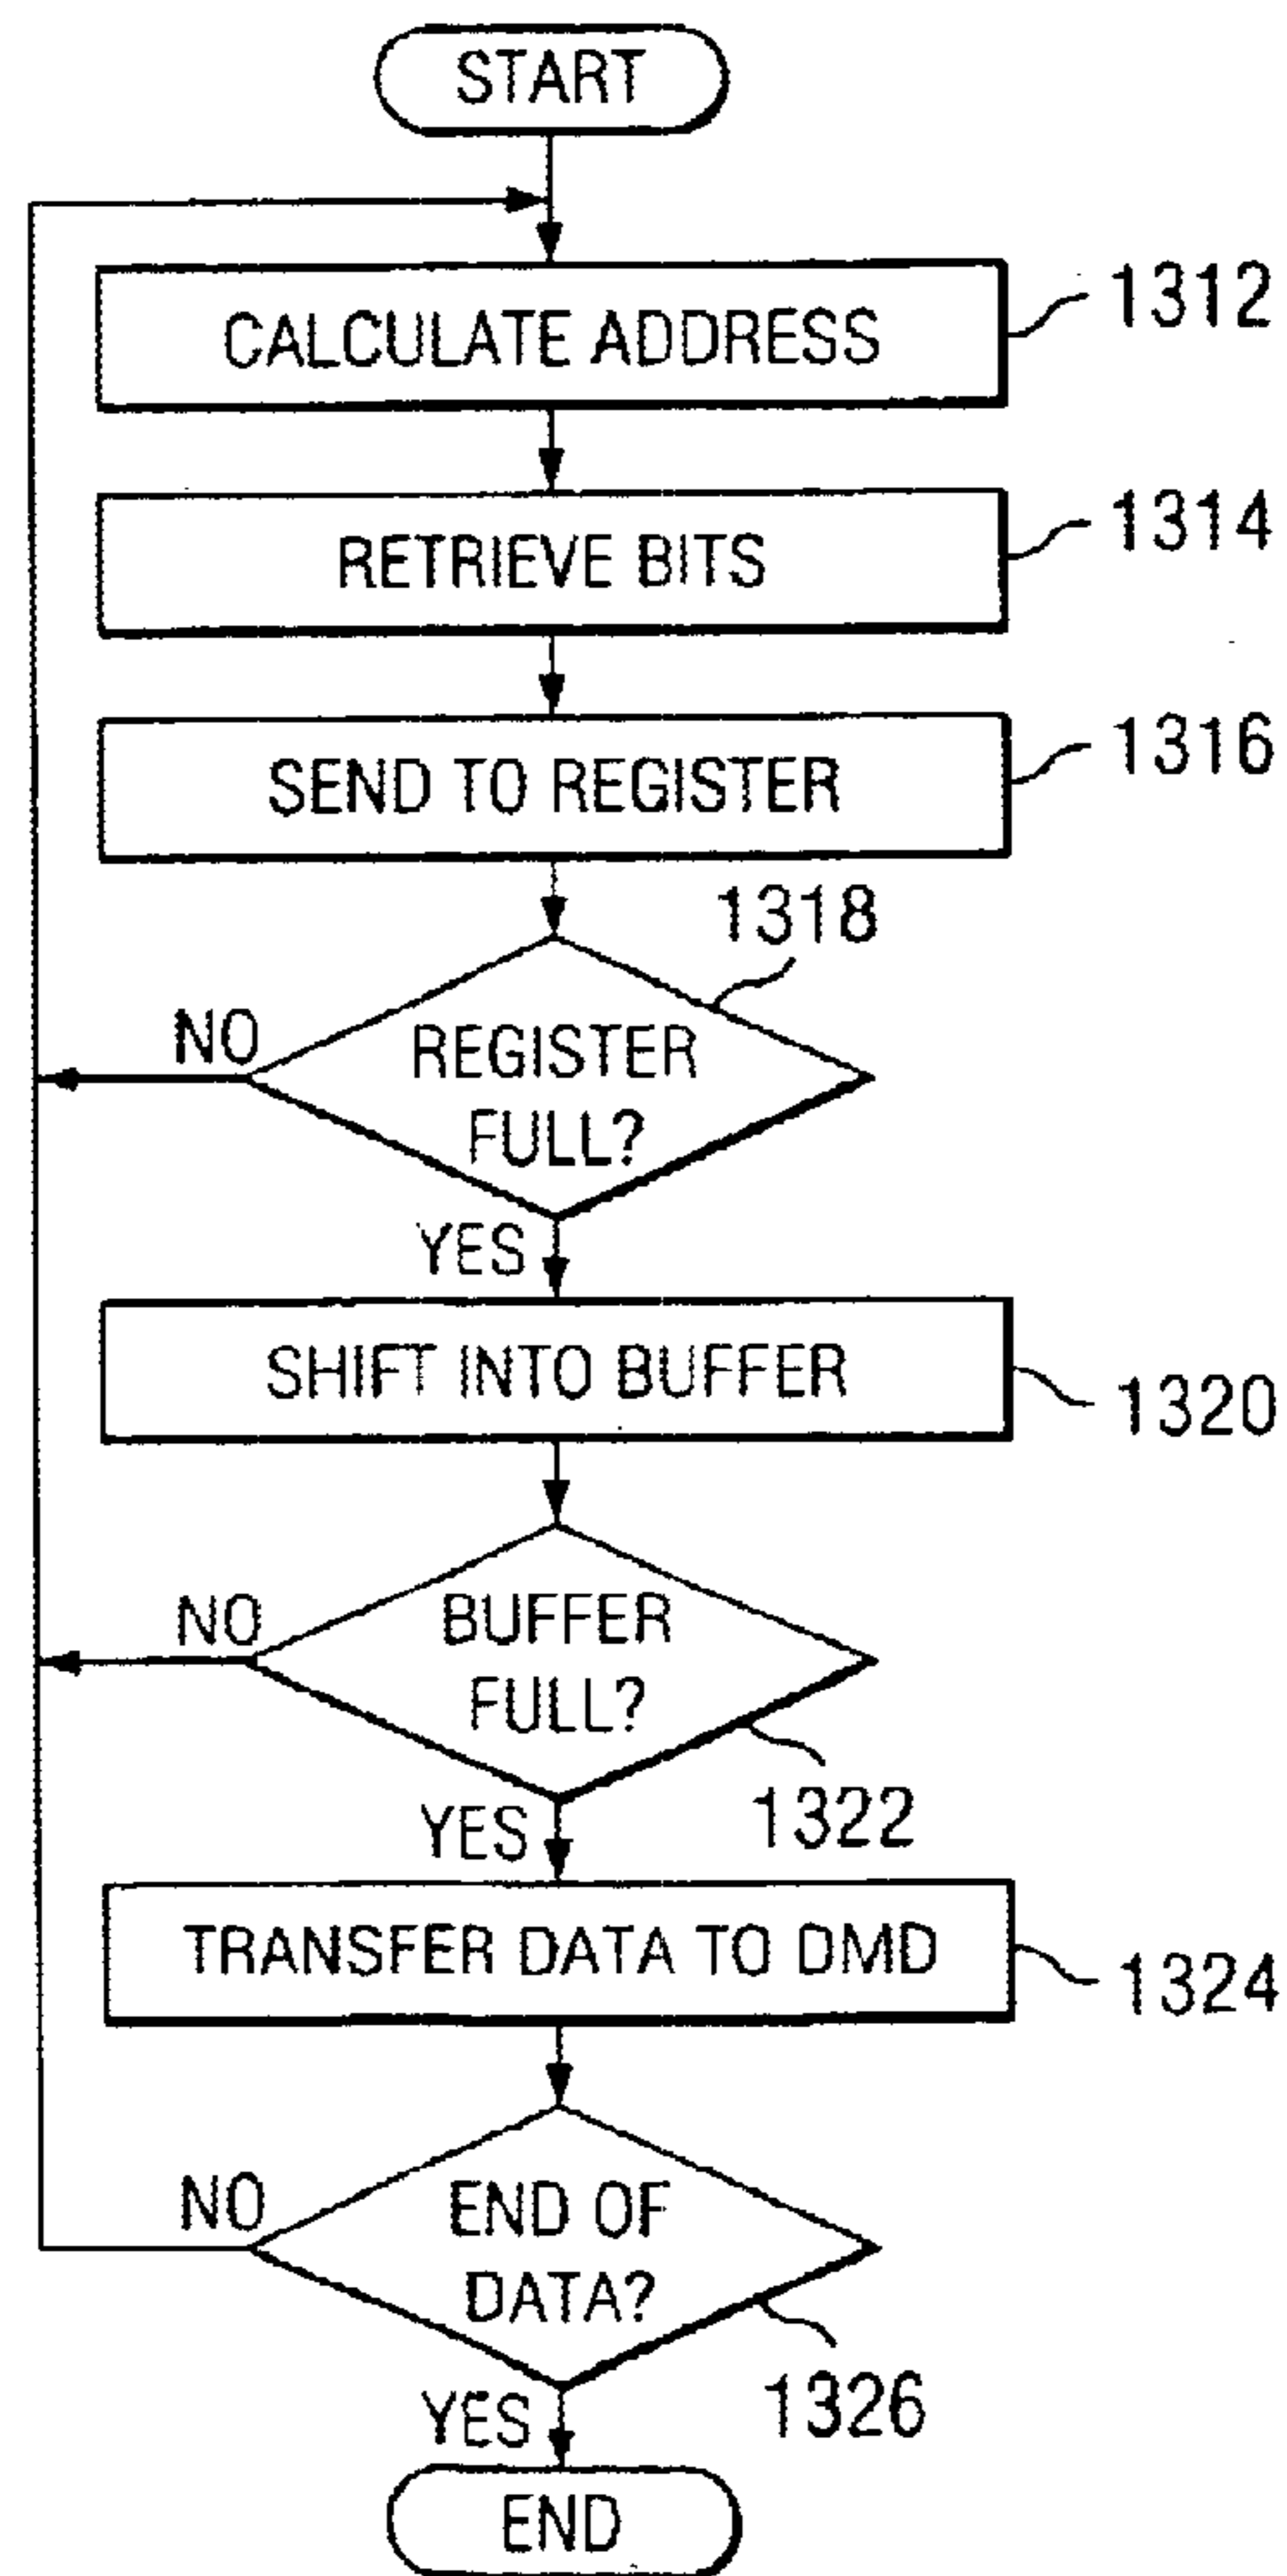 START
CALCULATE ADDRESS
1312
RETRIEVE BITS
1314
SEND TO REGISTER
1316
1318
NO
REGISTER
FULL?
YES
SHIFT INTO BUFFER
1320
NO
BUFFER
FULL?
YES
1322
TRANSFER DATA TO DMD
1324
NO
END OF
DATA?
YES
1326
END